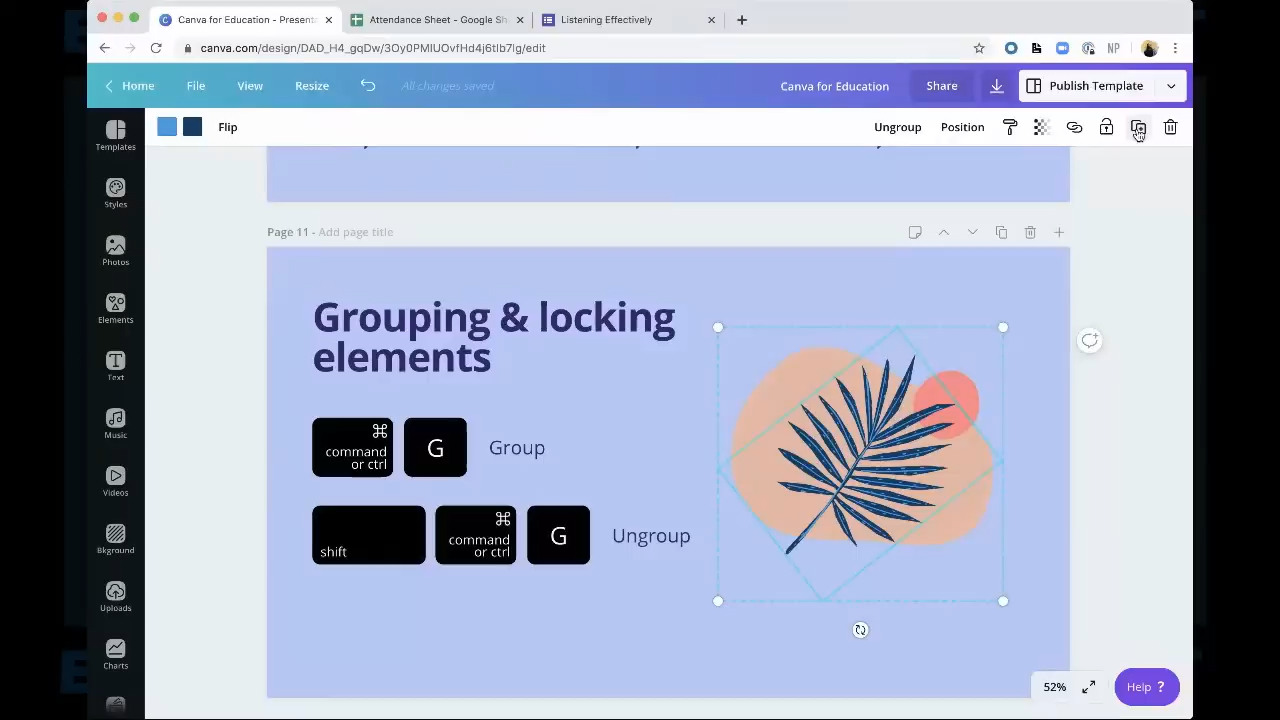 Canva for Education - Present
Attendance Sheet - Google Sh
Listening Effectively
canva.com/design/DAD_H4_gqDw/3Oy0PMIUOvfHd4j6tlb7lg/edit
NP
Home
File
View
Resize
All changes saved
Canva for Education
Share
Publish Template
Flip
Ungroup
Position
Templates
Styles
Photos
Elements
Text
Music
Videos
Bkground
Uploads
Charts
Page 11 - Add page title
Grouping & locking
elements
⌘
command
or ctrl
G
Group
shift
⌘
command
or ctrl
G
Ungroup
52%
Help ?